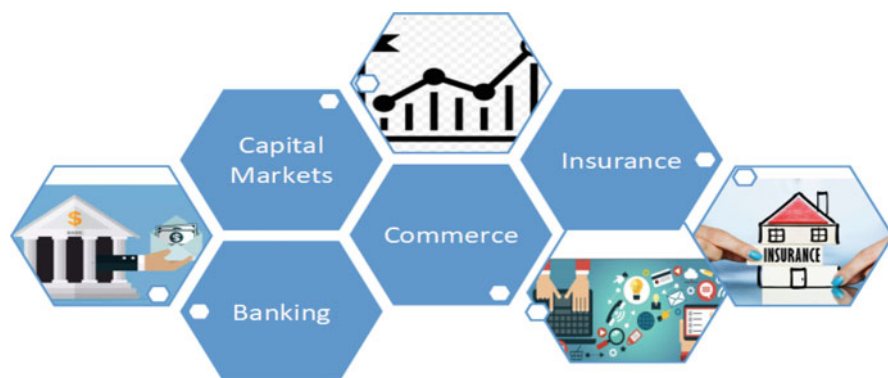 Capital
Markets
Insurance
Commerce
Banking
$
$
INSURANCE